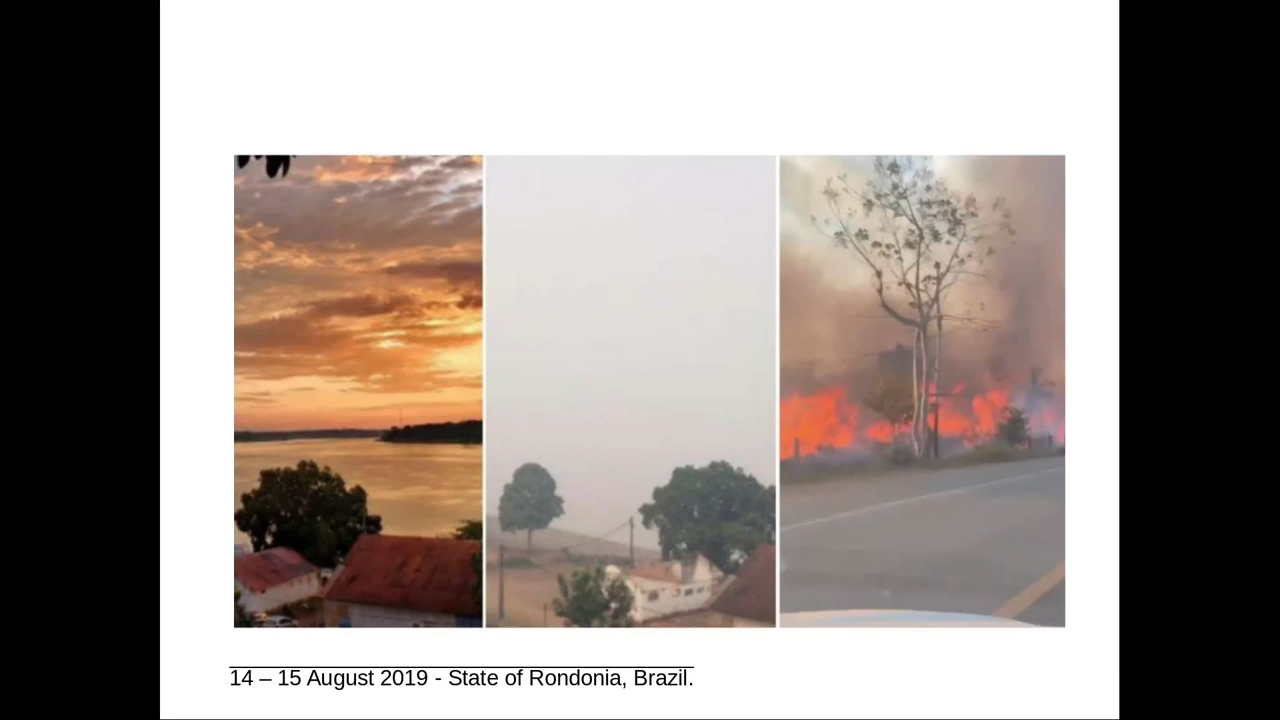 14 – 15 August 2019 - State of Rondonia, Brazil.